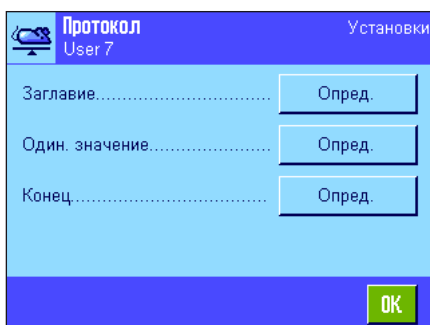 Протокол Установки
User 7
Заглавие............................... Опред.
Один. значение..................... Опред.
Конец................................... Опред.
OK